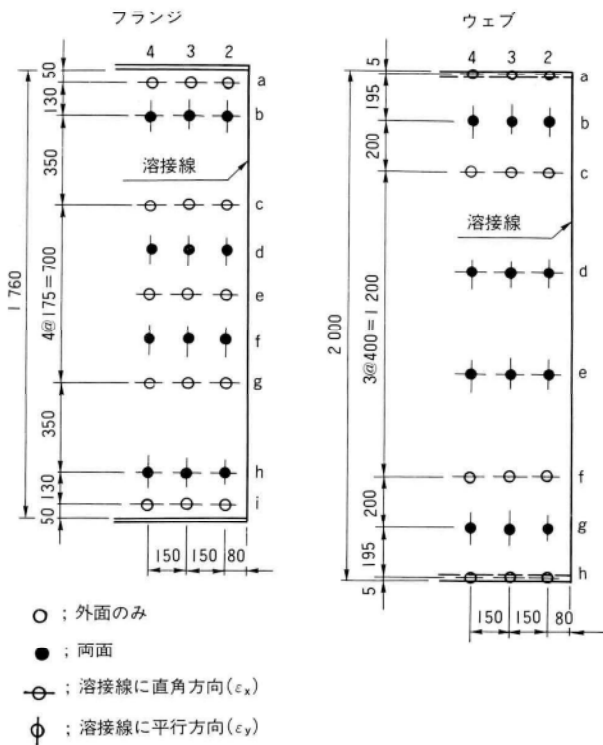 フランジ
4 3 2
50
130
350
4@175=700
350
130
50
1 760
溶接線
a
b
c
d
e
f
g
h
i
150 150 80
ウェブ
4 3 2
5
195
200
3@400=1 200
200
195
5
2 000
溶接線
a
b
c
d
e
f
g
h
150 150 80
；外面のみ
；両面
；溶接線に直角方向(εx)
；溶接線に平行方向(εy)